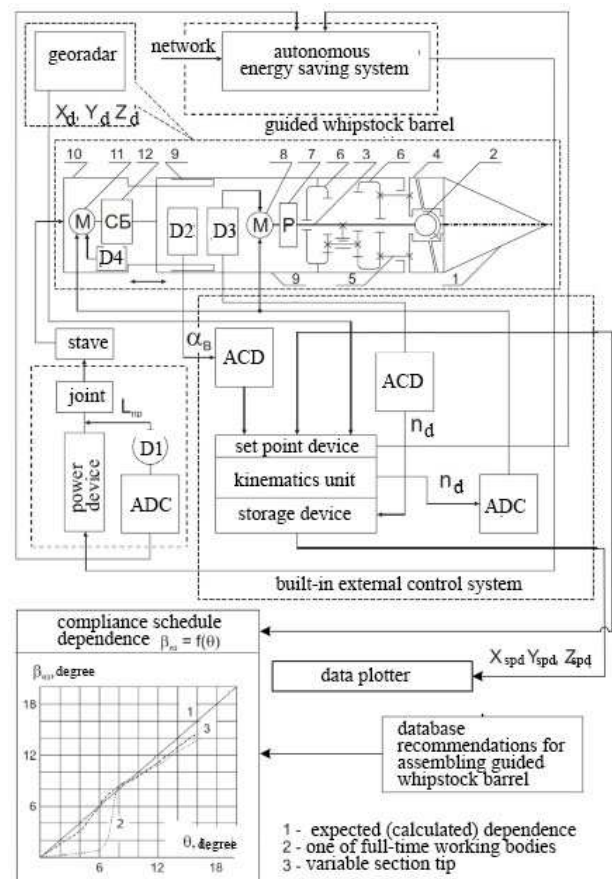 georadar
network
autonomous
energy saving system
Xd, Yd Zd
guided whipstock barrel
10 11 12 9 8 7 6 3 6 4 2
M СБ D2 D3 M P
D4
9 5 1
stave
αB
ACD
ACD
joint
Lпр
nd
D1
set point device
power device
kinematics unit
nd
ADC
storage device
ADC
built-in external control system
compliance schedule
dependence βm = f(θ)
Xspd Yspd, Zspd
data plotter
degree
18
1
3
14
database
recommendations for
assembling guided
whipstock barrel
10
6
2
θ, degree
6 12 18
1 - expected (calculated) dependence
2 - one of full-time working bodies
3 - variable section tip